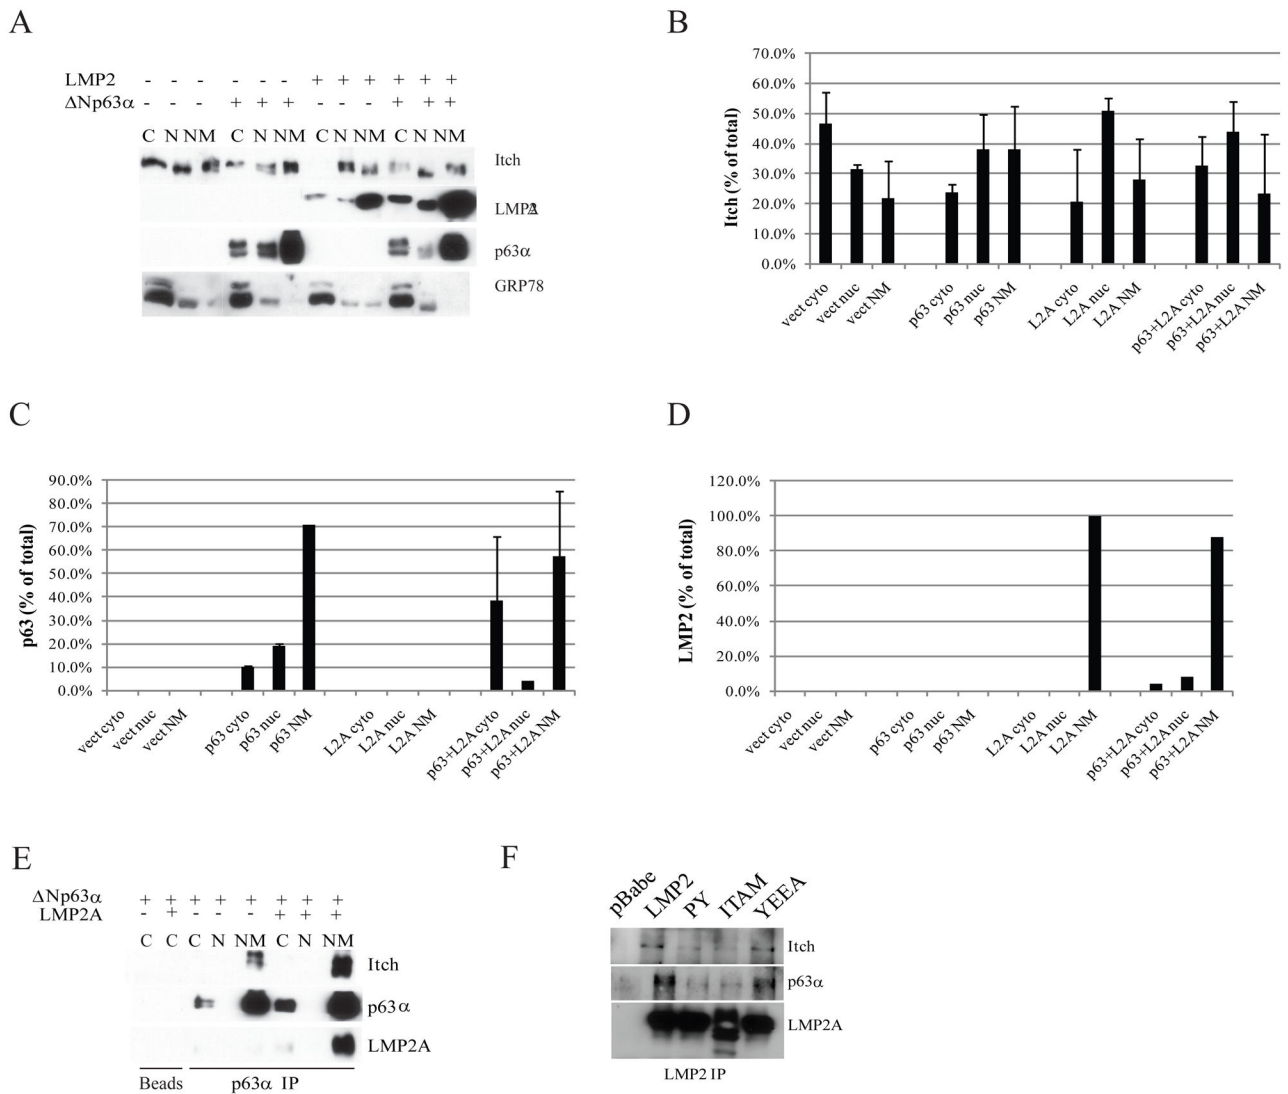 A
LMP2 - - - - - - + + + + + +
ΔNp63α - - - + + + - - - + + +
C N NM C N NM C N NM C N NM
Itch
LMP2A
p63α
GRP78
B
Itch (% of total)
70.0%
60.0%
50.0%
40.0%
30.0%
20.0%
10.0%
0.0%
vect cyto
vect nuc
vect NM
p63 cyto
p63 nuc
p63 NM
L2A cyto
L2A nuc
L2A NM
p63+L2A cyto
p63+L2A nuc
p63+L2A NM
C
p63 (% of total)
90.0%
80.0%
70.0%
60.0%
50.0%
40.0%
30.0%
20.0%
10.0%
0.0%
vect cyto
vect nuc
vect NM
p63 cyto
p63 nuc
p63 NM
L2A cyto
L2A nuc
L2A NM
p63+L2A cyto
p63+L2A nuc
p63+L2A NM
D
LMP2 (% of total)
120.0%
100.0%
80.0%
60.0%
40.0%
20.0%
0.0%
vect cyto
vect nuc
vect NM
p63 cyto
p63 nuc
p63 NM
L2A cyto
L2A nuc
L2A NM
p63+L2A cyto
p63+L2A nuc
p63+L2A NM
E
ΔNp63α + + + + + + + +
LMP2A - + - - - + + +
C C C N NM C N NM
Itch
p63α
LMP2A
Beads p63α IP
F
pBabe LMP2 PY ITAM YEEA
Itch
p63α
LMP2A
LMP2 IP